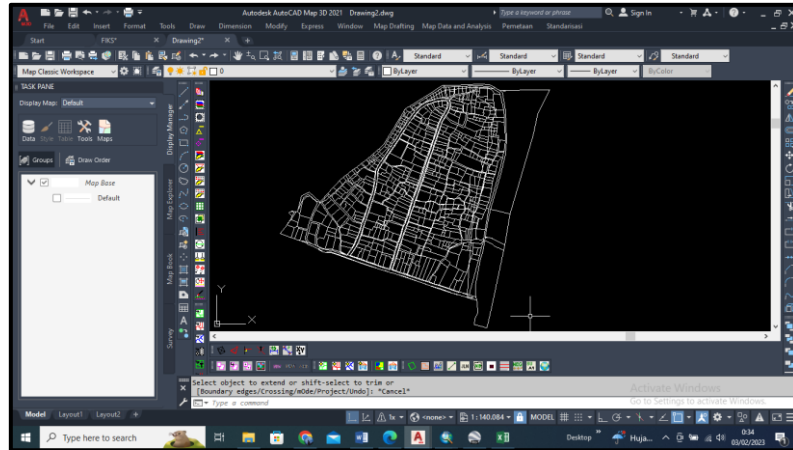 Autodesk AutoCAD Map 3D 2021 Drawing2.dwg
Type a keyword or phrase
Sign In
File Edit Insert Format Tools Draw Dimension Modify Express Window Map Drafting Map Data and Analysis Pemetaan Standarisasi
Start FIKS* Drawing2*
Standard Standard Standard Standard
Map Classic Workspace 0 ByLayer ByLayer ByLayer ByColor
TASK PANE
Display Map: Default
Data Style Table Tools Maps
Groups Draw Order
Map Base
Default
Display Manager
Map Explorer
Map Book
Survey
Y
X
Select object to extend or shift-select to trim or
[Boundary edges/Crossing/mOde/Project/Undo]: *Cancel*
Type a command
Activate Windows
Go to Settings to activate Windows.
Model Layout1 Layout2 +
1x <none> 1:140.084 MODEL
Type here to search
Desktop
Huja...
0:34
03/02/2023